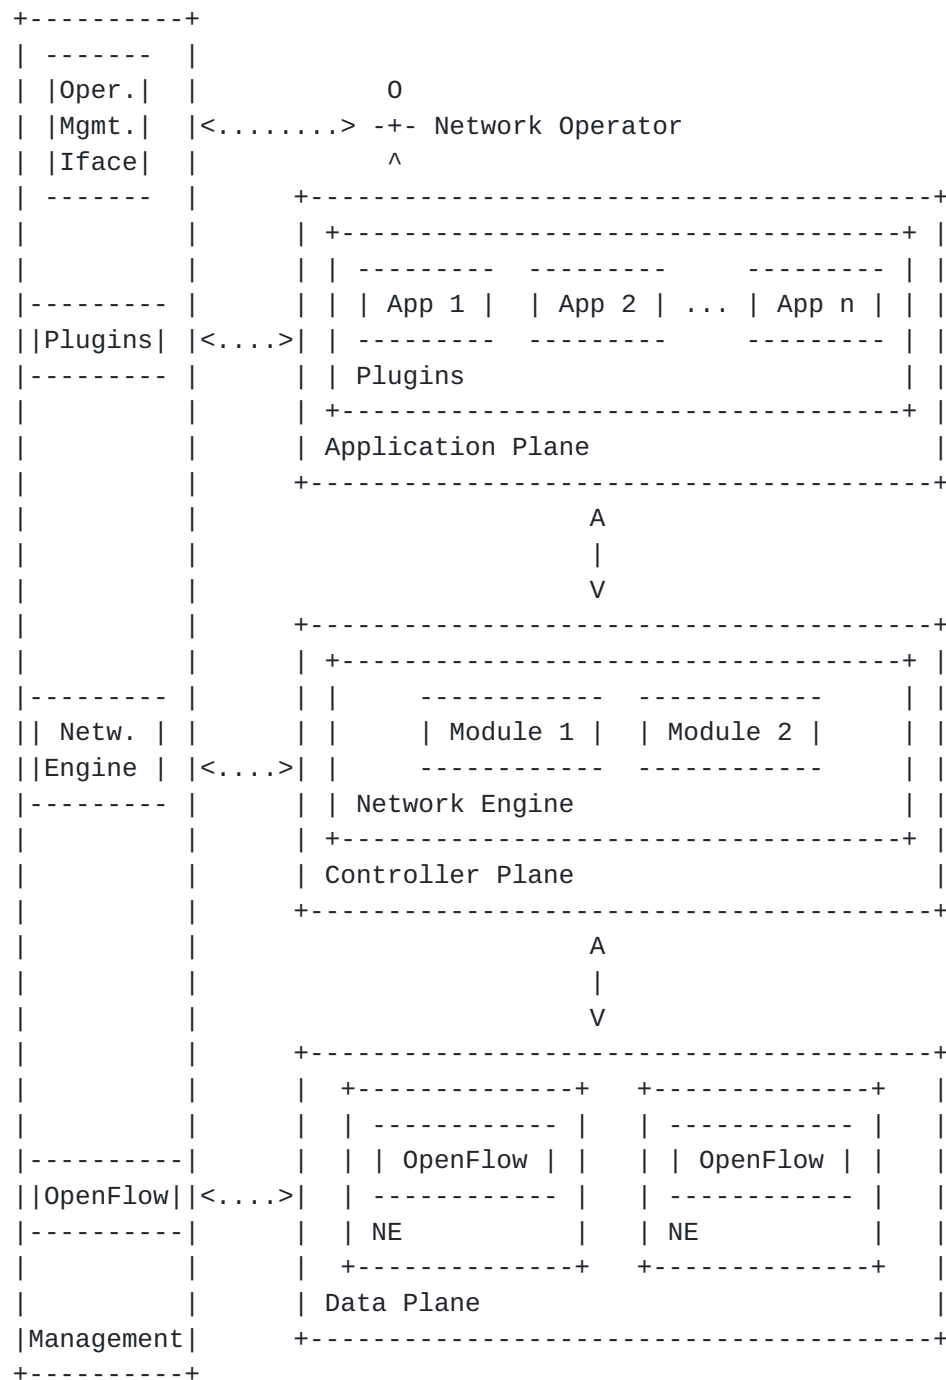 Oper.
Mgmt. Network Operator
Iface
App 1 App 2 ... App n
Plugins
Plugins
Application Plane
Netw. Module 1 Module 2
Engine
Network Engine
Controller Plane
OpenFlow OpenFlow
OpenFlow
NE NE
Data Plane
Management